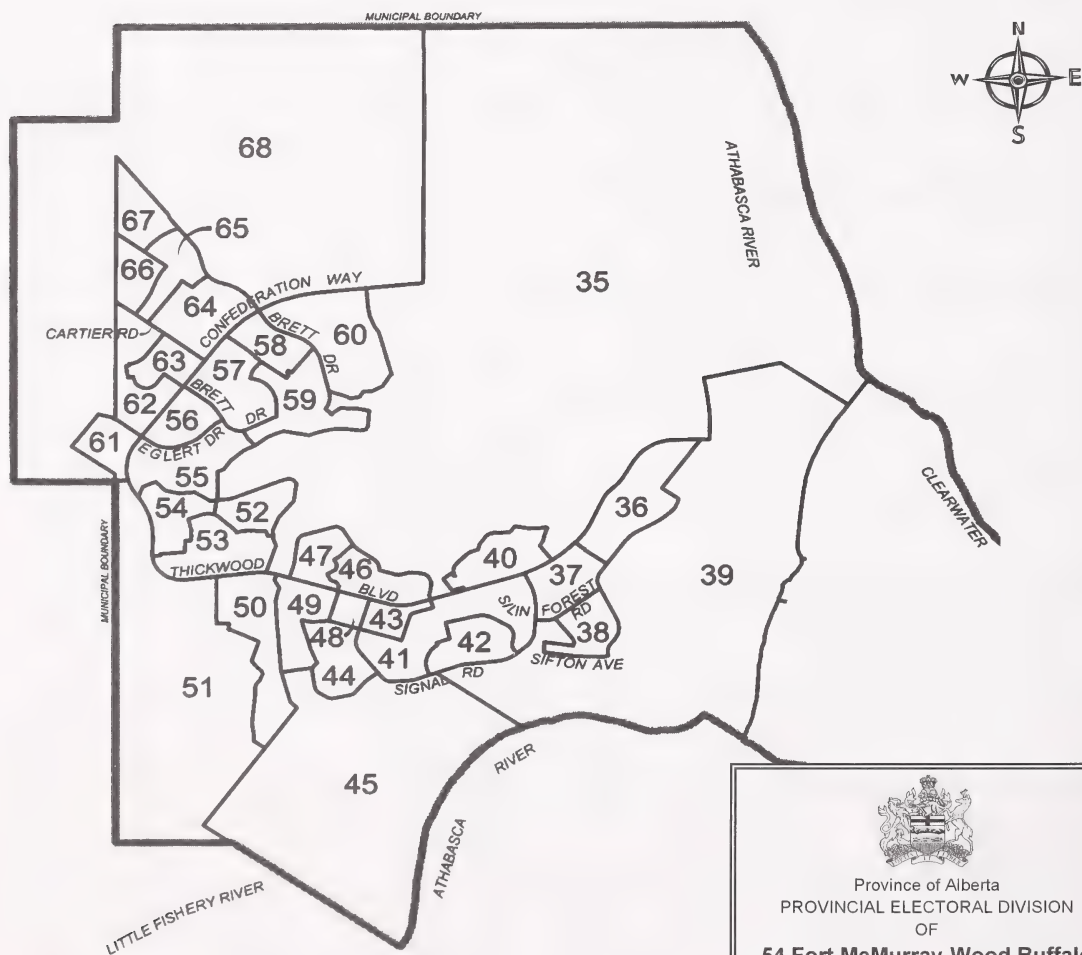 MUNICIPAL BOUNDARY
N
W
E
S
68
ATHABASCA RIVER
67
65
66
35
CONFEDERATION WAY
64
CARTIER RD
BRETT DR
60
58
63
57
BRETT DR
59
62
56
EGLERT DR
61
55
CLEARWATER
54
52
36
53
40
THICKWOOD BLVD
47
46
37
39
MUNICIPAL BOUNDARY
50
49
SILIN FOREST RD
43
48
38
42
41
SIFTON AVE
44
SIGNAL RD
51
RIVER
45
ATHABASCA
LITTLE FISHERY RIVER
Province of Alberta
PROVINCIAL ELECTORAL DIVISION
OF